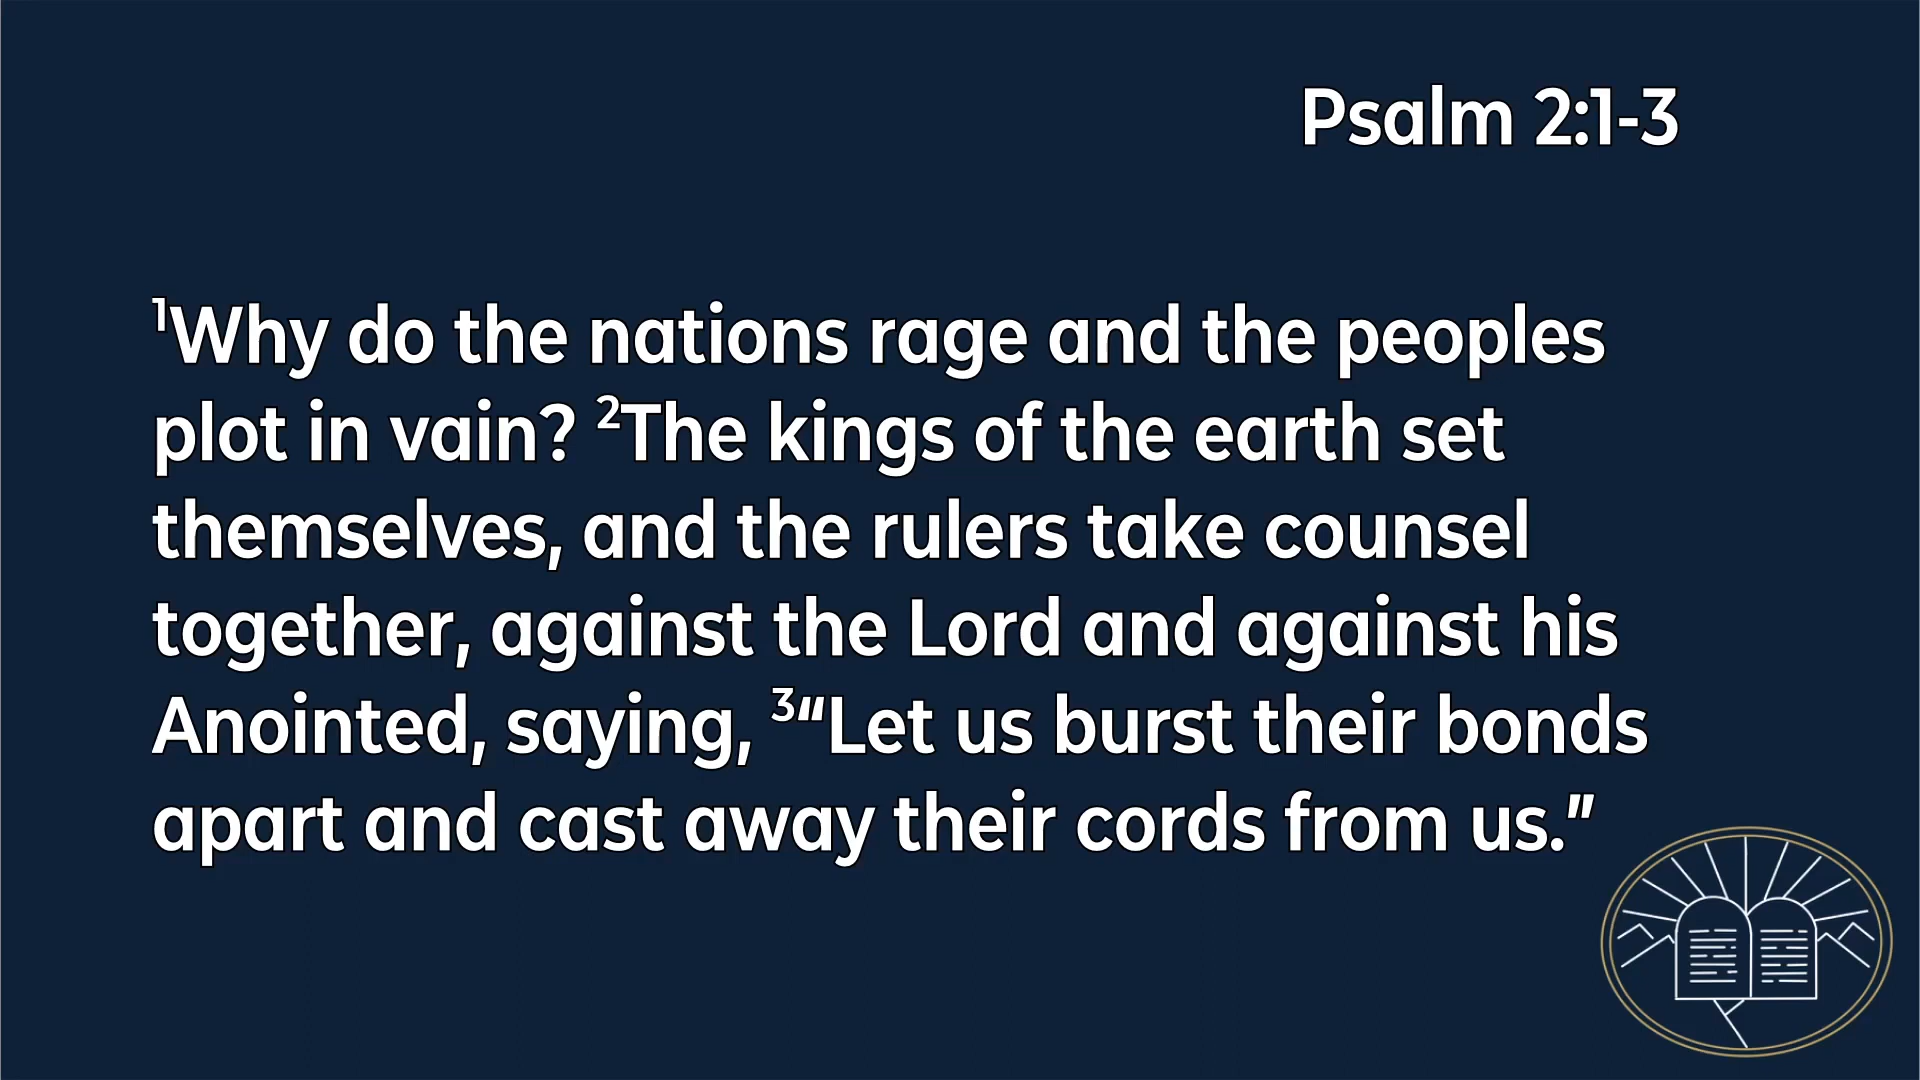 Psalm 2:1-3
¹Why do the nations rage and the peoples
plot in vain? ²The kings of the earth set
themselves, and the rulers take counsel
together, against the Lord and against his
Anointed, saying, ³“Let us burst their bonds
apart and cast away their cords from us.”